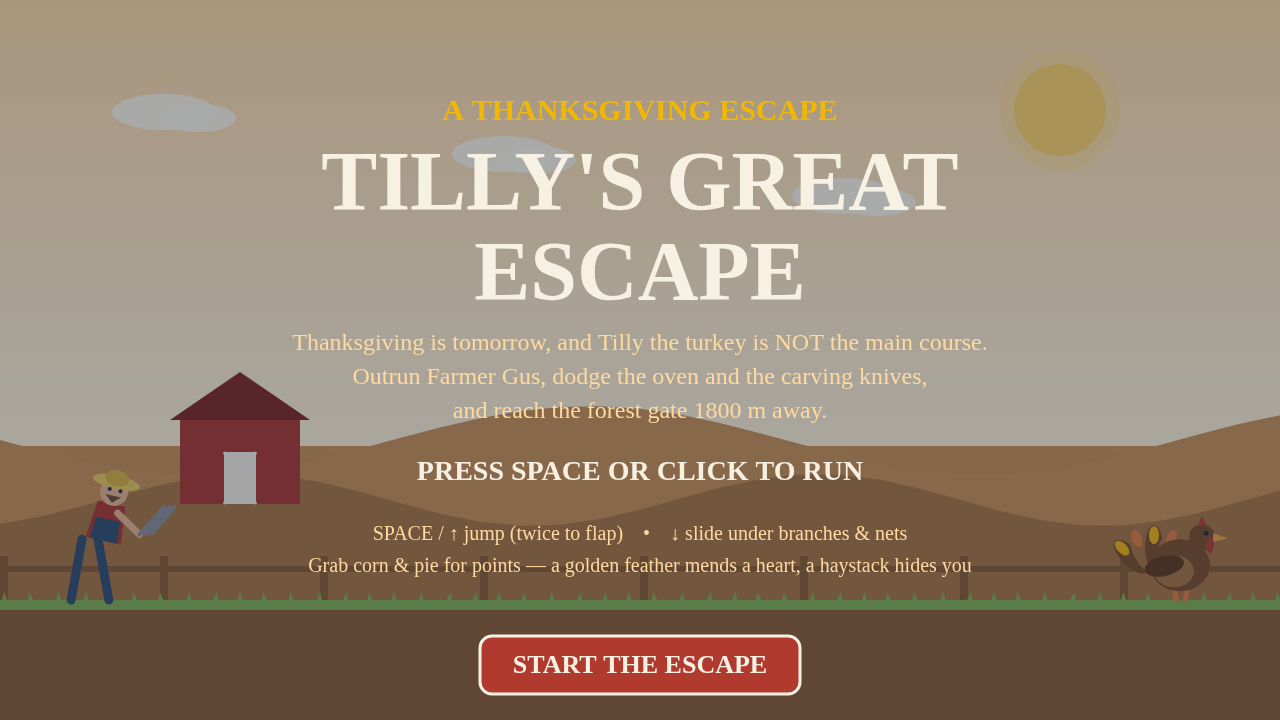 A THANKSGIVING ESCAPE
TILLY'S GREAT
ESCAPE
Thanksgiving is tomorrow, and Tilly the turkey is NOT the main course.
Outrun Farmer Gus, dodge the oven and the carving knives,
and reach the forest gate 1800 m away.
PRESS SPACE OR CLICK TO RUN
SPACE / ↑ jump (twice to flap) • ↓ slide under branches & nets
Grab corn & pie for points — a golden feather mends a heart, a haystack hides you
START THE ESCAPE